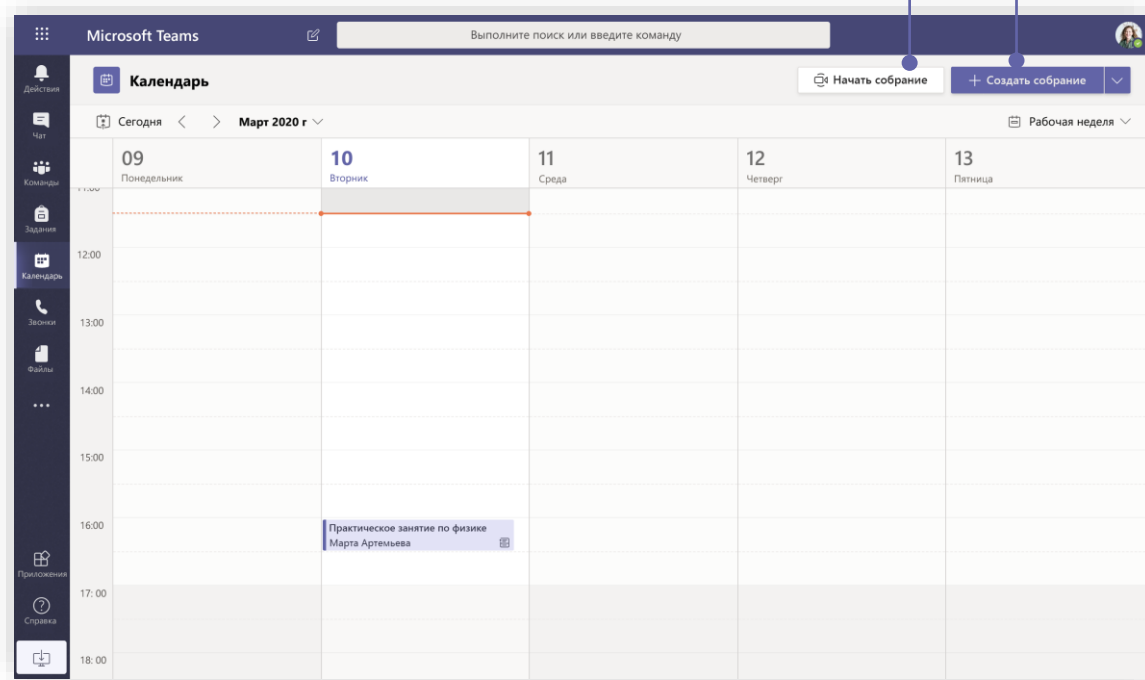 Microsoft Teams
Выполните поиск или введите команду
Действия
Чат
Команды
Задания
Календарь
Звонки
Файлы
Приложения
Справка
Календарь
Начать собрание
Создать собрание
Сегодня
Март 2020 г
Рабочая неделя
09
Понедельник
10
Вторник
11
Среда
12
Четверг
13
Пятница
11:00
12:00
13:00
14:00
15:00
16:00
Практическое занятие по физике
Марта Артемьева
17: 00
18: 00